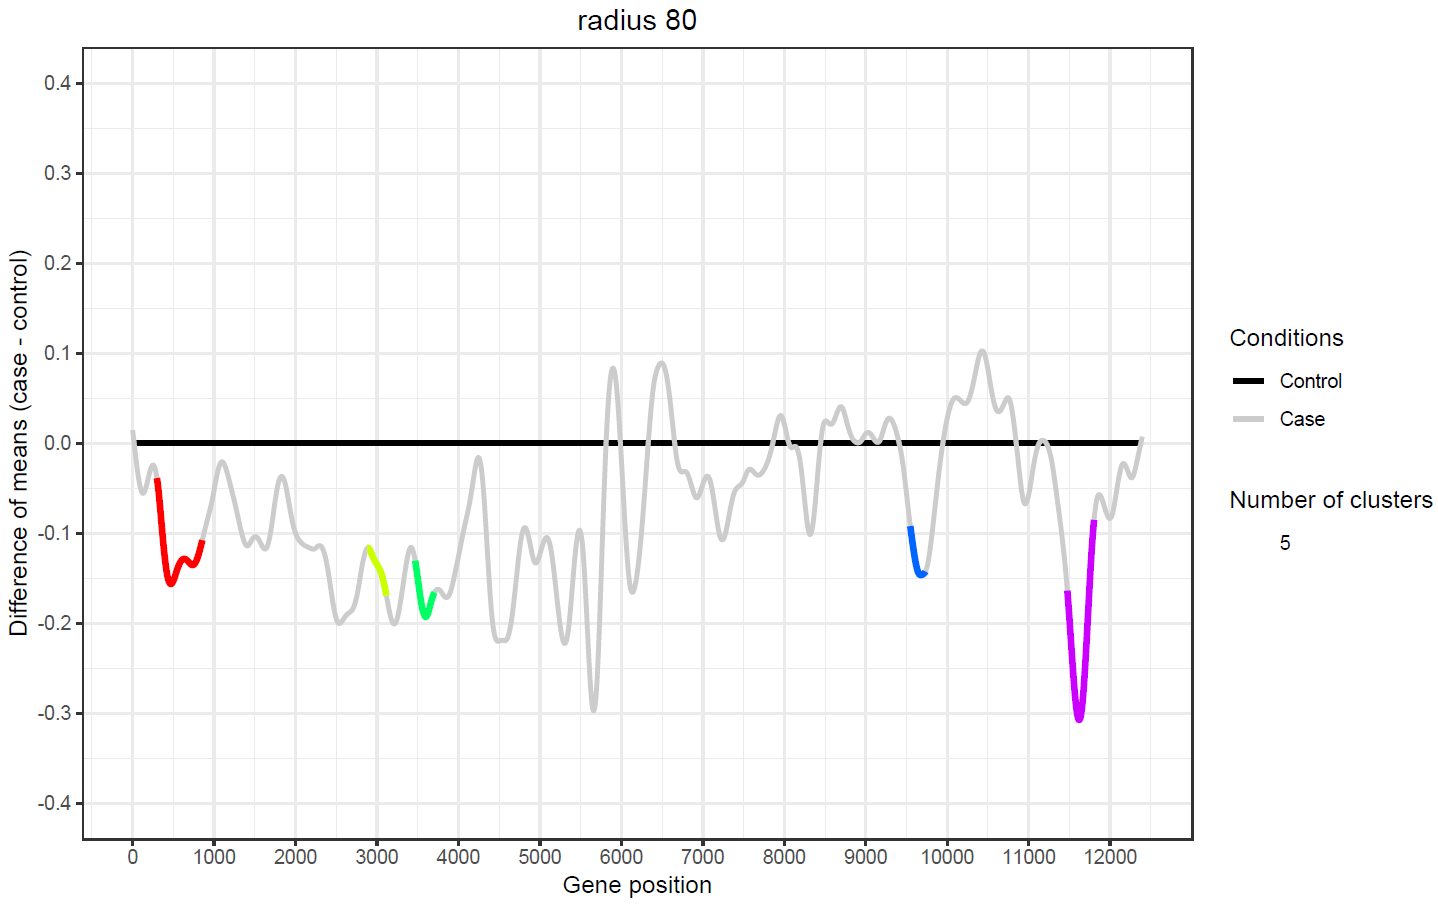 radius 80
Difference of means (case - control)
0.4
0.3
0.2
0.1
0.0
-0.1
-0.2
-0.3
-0.4
0 1000 2000 3000 4000 5000 6000 7000 8000 9000 10000 11000 12000
Gene position
Conditions
Control
Case
Number of clusters
5